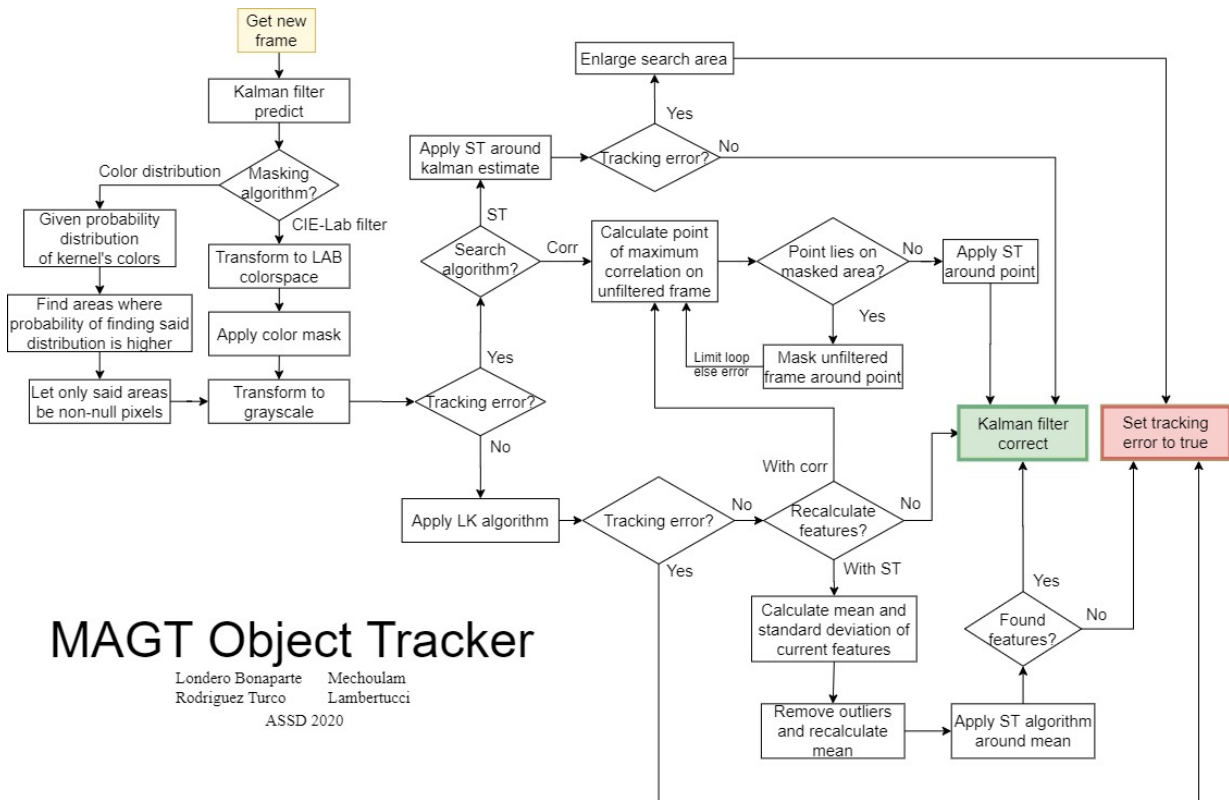 Get new
frame
Kalman filter
predict
Masking
algorithm?
Color distribution
CIE-Lab filter
Given probability
distribution
of kernel's colors
Find areas where
probability of finding said
distribution is higher
Let only said areas
be non-null pixels
Transform to LAB
colorspace
Apply color mask
Transform to
grayscale
Tracking error?
Yes
No
Search
algorithm?
ST
Corr
Apply ST around
kalman estimate
Tracking error?
Yes
No
Enlarge search area
Calculate point
of maximum
correlation on
unfiltered frame
Point lies on
masked area?
No
Yes
Apply ST
around point
Mask unfiltered
frame around point
Limit loop
else error
Kalman filter
correct
Set tracking
error to true
Apply LK algorithm
Tracking error?
No
Yes
Recalculate
features?
With corr
No
With ST
Calculate mean and
standard deviation of
current features
Remove outliers
and recalculate
mean
Apply ST algorithm
around mean
Found
features?
Yes
No
MAGT Object Tracker
Londero Bonaparte Mechoulam
Rodriguez Turco Lambertucci
ASSD 2020